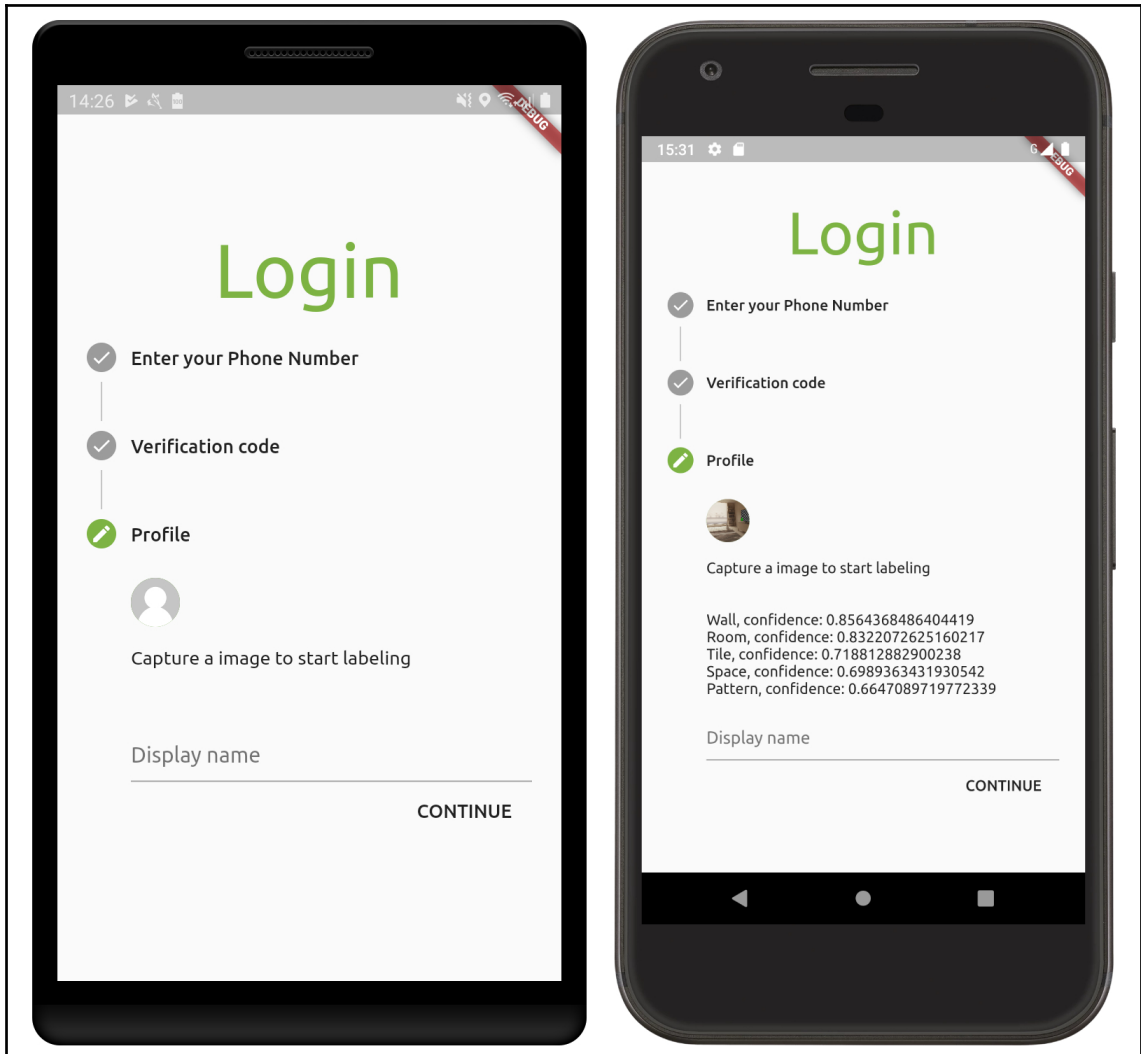 14:26
DEBUG
Login
Enter your Phone Number
Verification code
Profile
Capture a image to start labeling
Display name
CONTINUE
15:31
G
DEBUG
Login
Enter your Phone Number
Verification code
Profile
Capture a image to start labeling
Wall, confidence: 0.8564368486404419
Room, confidence: 0.8322072625160217
Tile, confidence: 0.718812882900238
Space, confidence: 0.6989363431930542
Pattern, confidence: 0.6647089719772339
Display name
CONTINUE